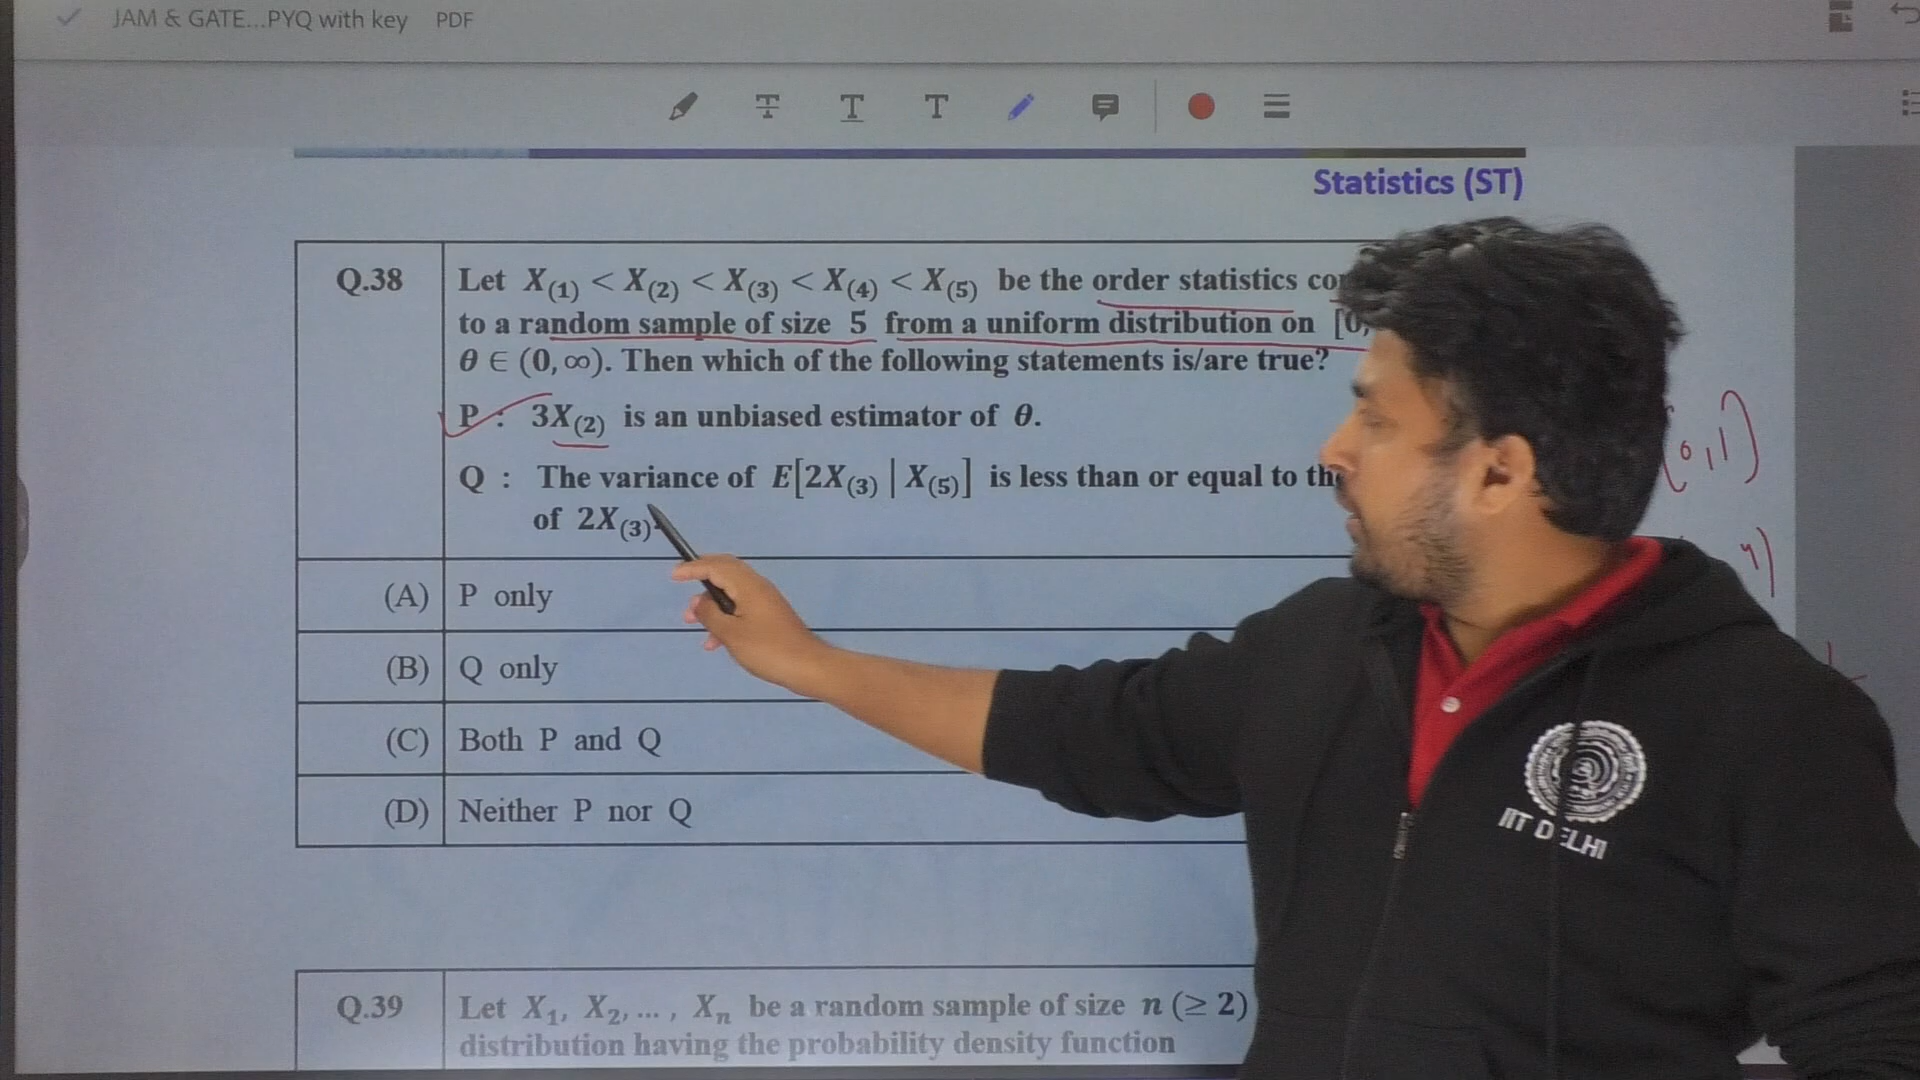 JAM & GATE...PYQ with key PDF
Statistics (ST)
Q.38 Let X(1) < X(2) < X(3) < X(4) < X(5) be the order statistics
to a random sample of size 5 from a uniform distribution on [0,
θ ∈ (0, ∞). Then which of the following statements is/are true?
P : 3X(2) is an unbiased estimator of θ.
Q : The variance of E[2X(3) | X(5)] is less than or equal to
of 2X(3).
(A) P only
(B) Q only
(C) Both P and Q
(D) Neither P nor Q
(0,1)
IIT DELHI
Q.39 Let X1, X2, ... , Xn be a random sample of size n (≥ 2)
distribution having the probability density function